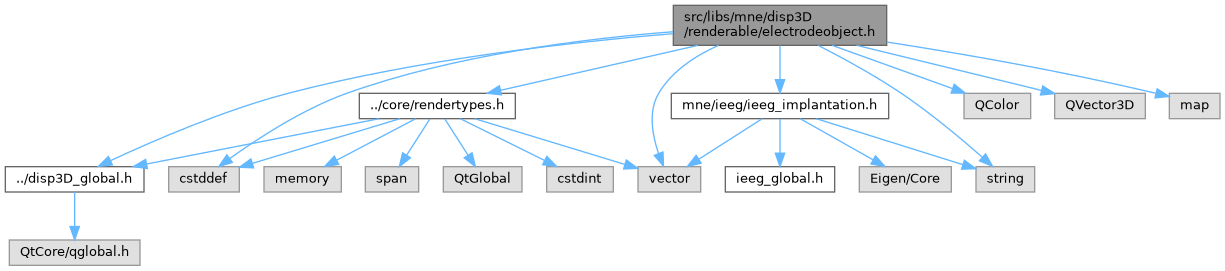 src/libs/mne/disp3D
/renderable/electrodeobject.h
../core/rendertypes.h
mne/ieeg/ieeg_implantation.h
QColor
QVector3D
map
../disp3D_global.h
cstddef
memory
span
QtGlobal
cstdint
vector
ieeg_global.h
Eigen/Core
string
QtCore/qglobal.h